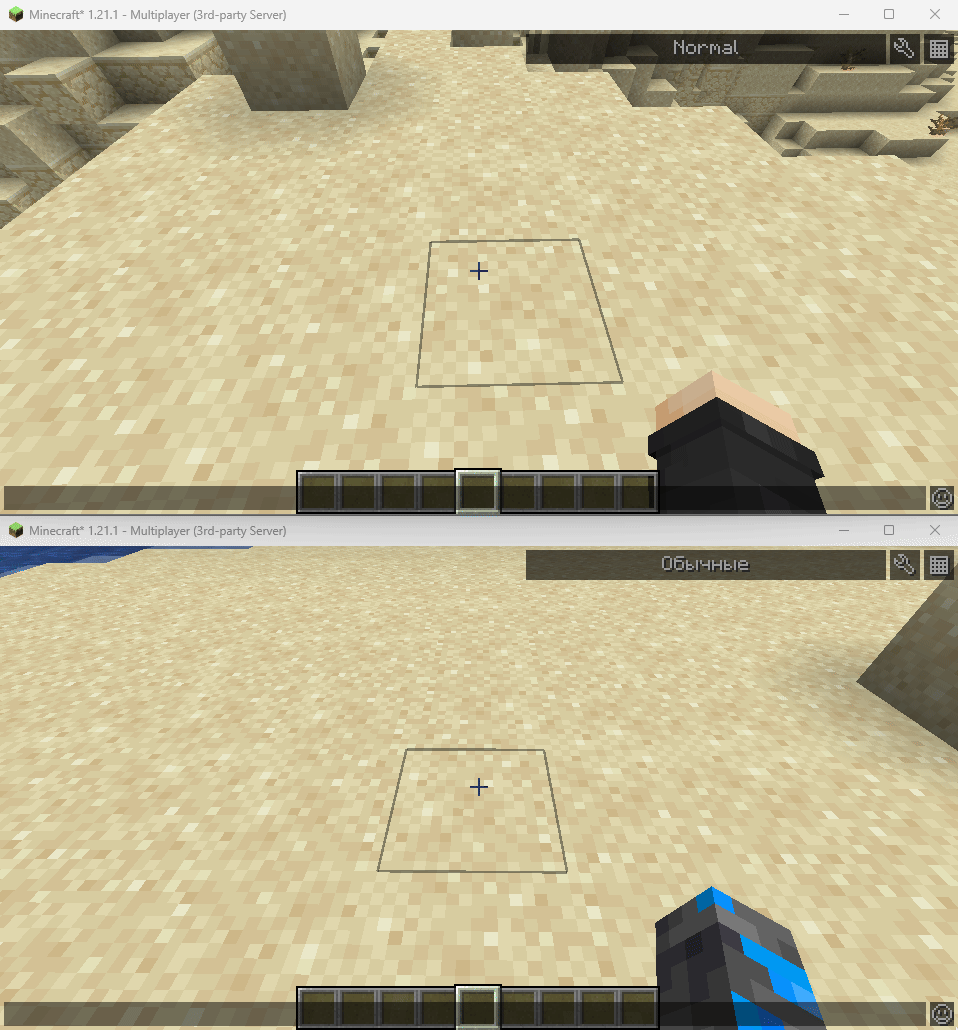 Minecraft* 1.21.1 - Multiplayer (3rd-party Server)
Normal
Minecraft* 1.21.1 - Multiplayer (3rd-party Server)
Обычные